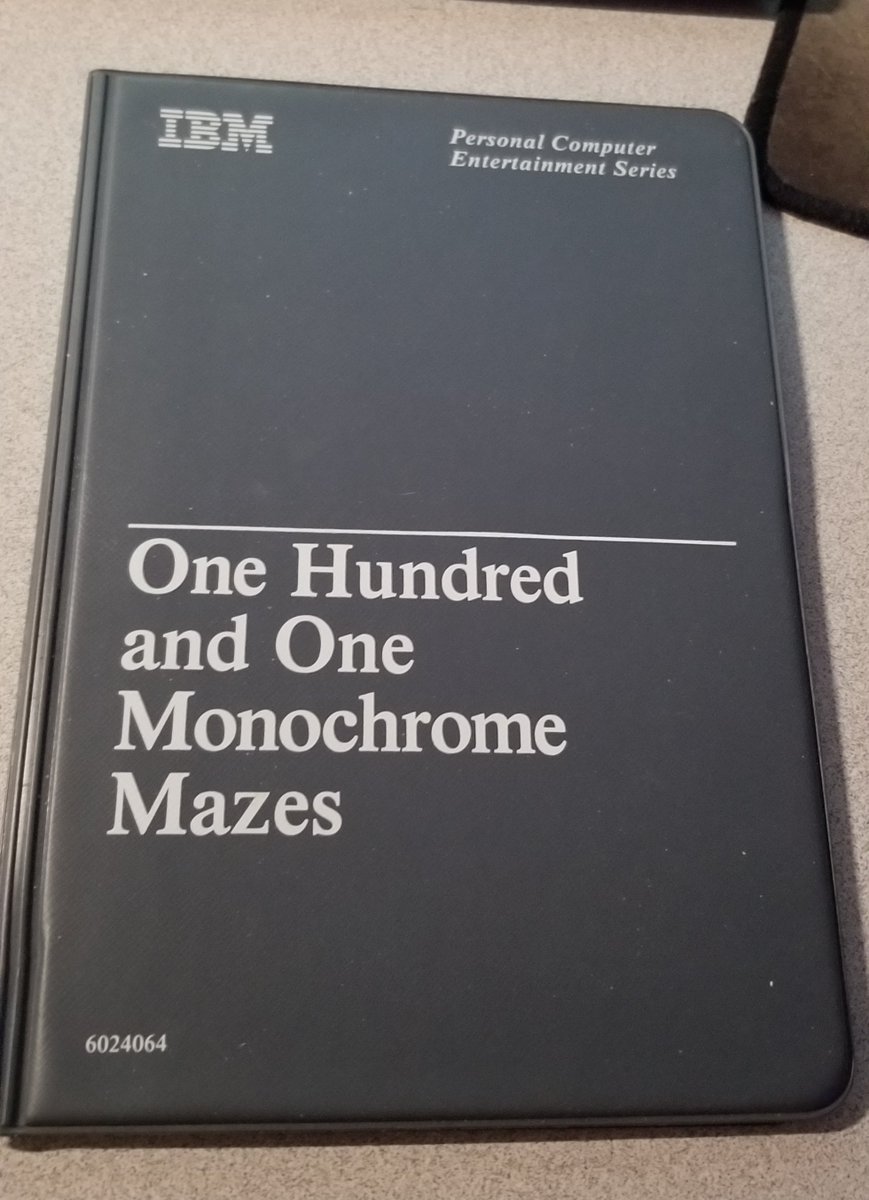 IBM
Personal Computer
Entertainment Series
One Hundred
and One
Monochrome
Mazes
6024064